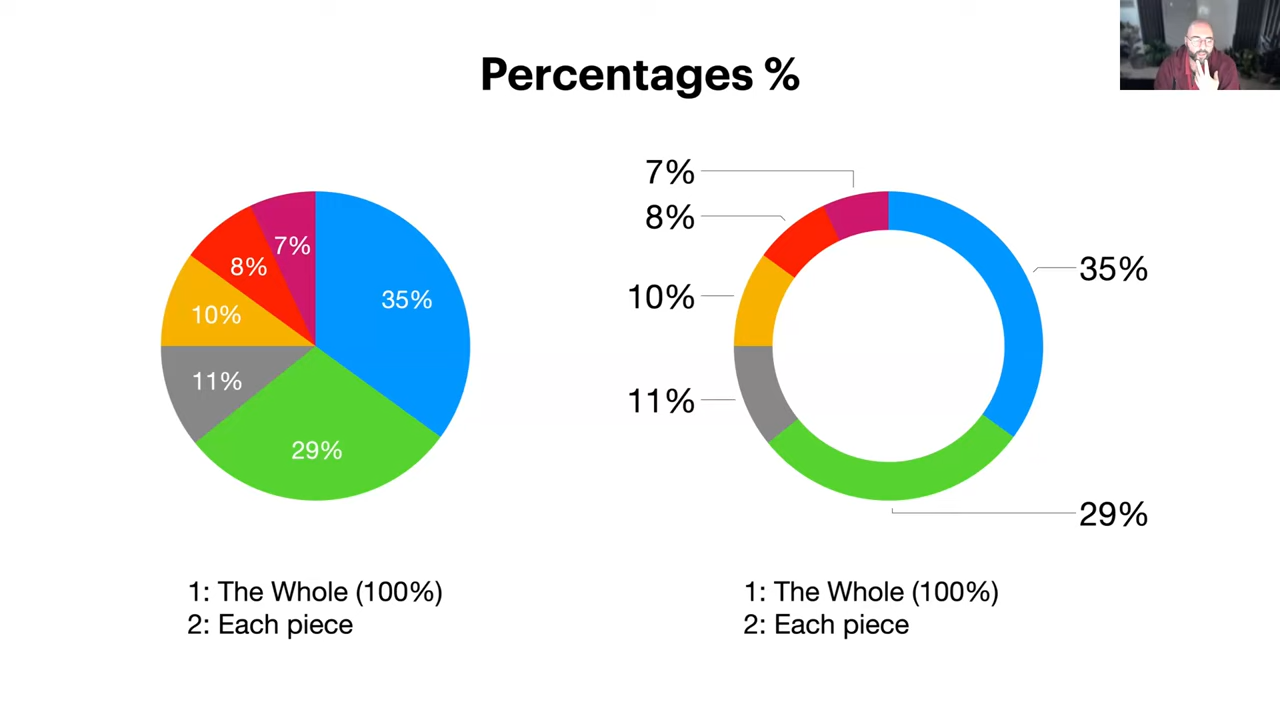 Percentages %
7%
8%
10%
11%
29%
35%
7%
8%
10%
11%
35%
29%
1: The Whole (100%)
2: Each piece
1: The Whole (100%)
2: Each piece